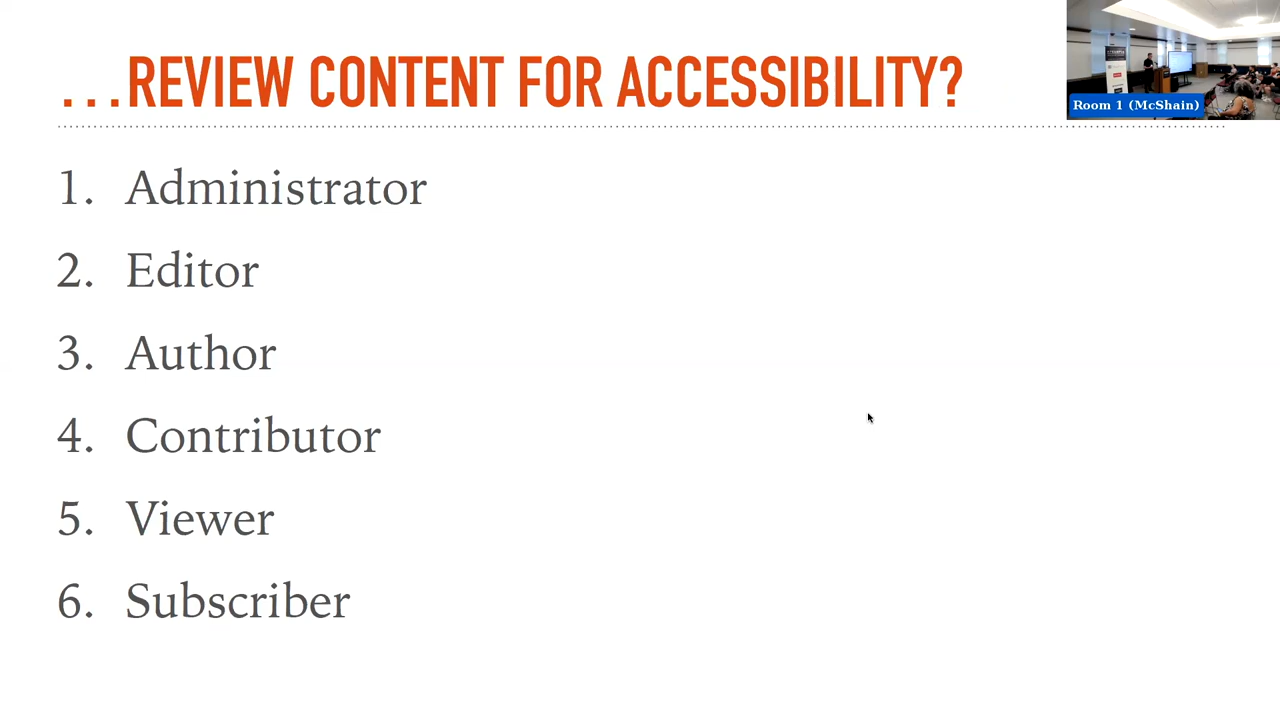 ...REVIEW CONTENT FOR ACCESSIBILITY?
Room 1 (McShain)
1. Administrator
2. Editor
3. Author
4. Contributor
5. Viewer
6. Subscriber